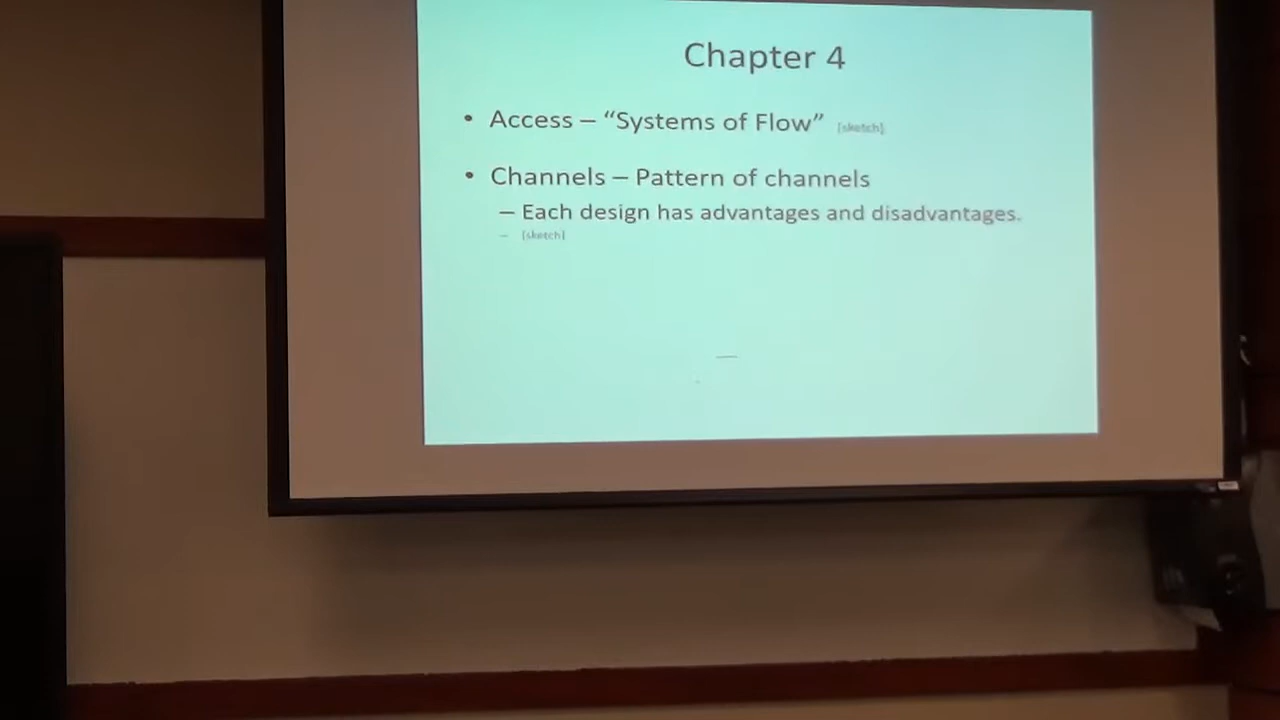 Chapter 4
• Access – “Systems of Flow” [sketch]
• Channels – Pattern of channels
– Each design has advantages and disadvantages.
– [sketch]